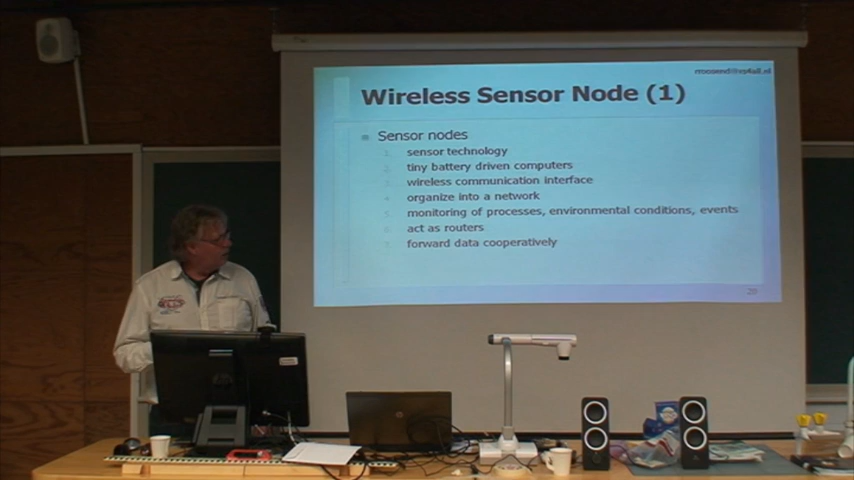 Wireless Sensor Node (1)
Sensor nodes
1. sensor technology
2. tiny battery driven computers
3. wireless communication interface
4. organize into a network
5. monitoring of processes, environmental conditions, events
6. act as routers
7. forward data cooperatively
20